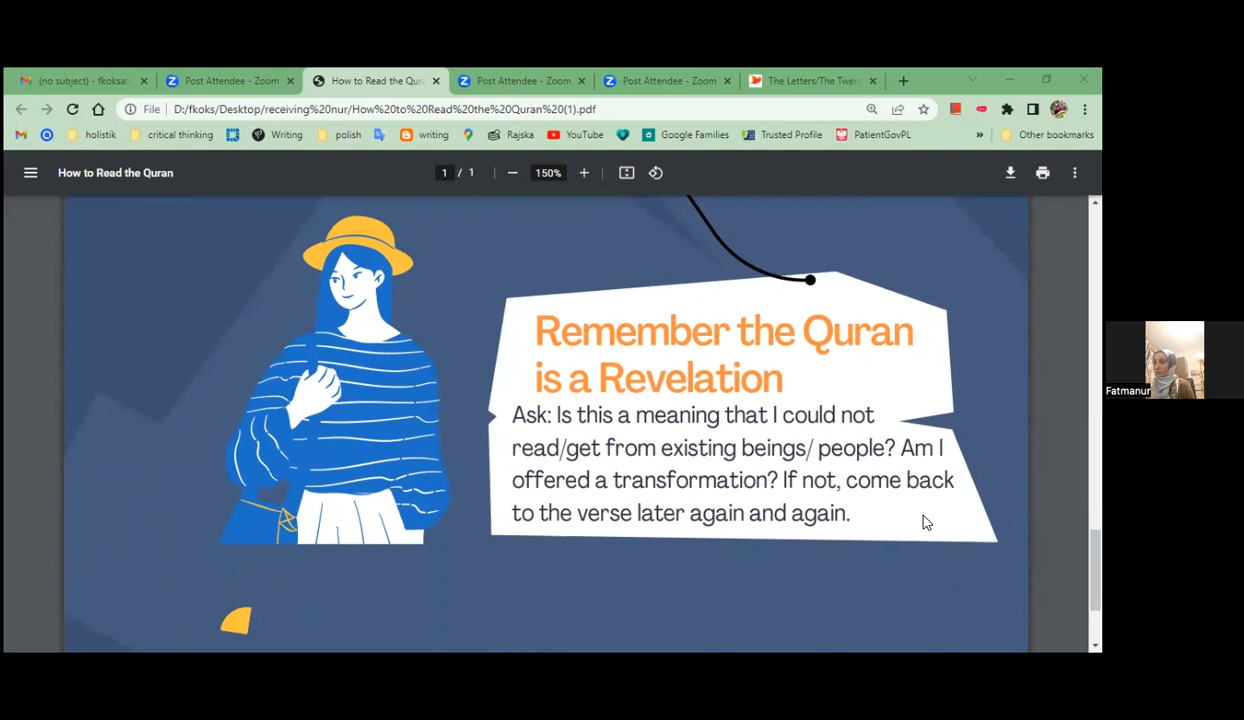 (no subject) - fkoksal
Post Attendee - Zoom
How to Read the Qur
Post Attendee - Zoom
Post Attendee - Zoom
The Letters/The Twen
File D:/fkoks/Desktop/receiving%20nur/How%20to%20Read%20the%20Quran%20(1).pdf
holistik
critical thinking
Writing
polish
writing
Rajska
YouTube
Google Families
Trusted Profile
PatientGovPL
»
Other bookmarks
How to Read the Quran
1 / 1
150%
Remember the Quran
is a Revelation
Ask: Is this a meaning that I could not
read/get from existing beings/ people? Am I
offered a transformation? If not, come back
to the verse later again and again.
Fatmanur